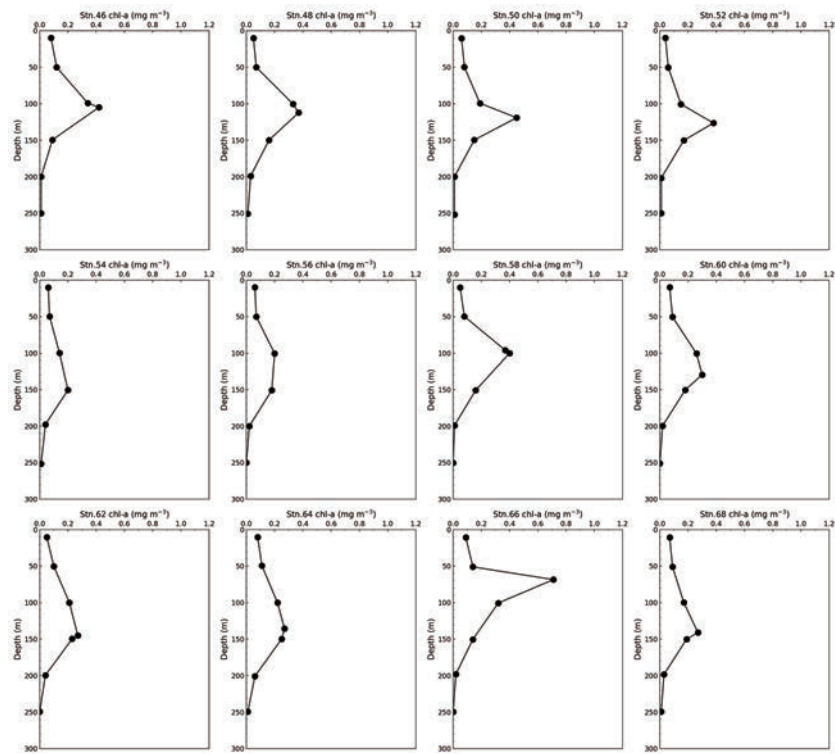 Stn.46 chl-a (mg m⁻³) Stn.48 chl-a (mg m⁻³) Stn.50 chl-a (mg m⁻³) Stn.52 chl-a (mg m⁻³)
0.0 0.2 0.4 0.6 0.8 1.0 1.2 0.0 0.2 0.4 0.6 0.8 1.0 1.2 0.0 0.2 0.4 0.6 0.8 1.0 1.2 0.0 0.2 0.4 0.6 0.8 1.0 1.2
0 0 0 0
50 50 50 50
100 100 100 100
Depth (m) Depth (m) Depth (m) Depth (m)
150 150 150 150
200 200 200 200
250 250 250 250
300 300 300 300
Stn.54 chl-a (mg m⁻³) Stn.56 chl-a (mg m⁻³) Stn.58 chl-a (mg m⁻³) Stn.60 chl-a (mg m⁻³)
0.0 0.2 0.4 0.6 0.8 1.0 1.2 0.0 0.2 0.4 0.6 0.8 1.0 1.2 0.0 0.2 0.4 0.6 0.8 1.0 1.2 0.0 0.2 0.4 0.6 0.8 1.0 1.2
0 0 0 0
50 50 50 50
100 100 100 100
Depth (m) Depth (m) Depth (m) Depth (m)
150 150 150 150
200 200 200 200
250 250 250 250
300 300 300 300
Stn.62 chl-a (mg m⁻³) Stn.64 chl-a (mg m⁻³) Stn.66 chl-a (mg m⁻³) Stn.68 chl-a (mg m⁻³)
0.0 0.2 0.4 0.6 0.8 1.0 1.2 0.0 0.2 0.4 0.6 0.8 1.0 1.2 0.0 0.2 0.4 0.6 0.8 1.0 1.2 0.0 0.2 0.4 0.6 0.8 1.0 1.2
0 0 0 0
50 50 50 50
100 100 100 100
Depth (m) Depth (m) Depth (m) Depth (m)
150 150 150 150
200 200 200 200
250 250 250 250
300 300 300 300